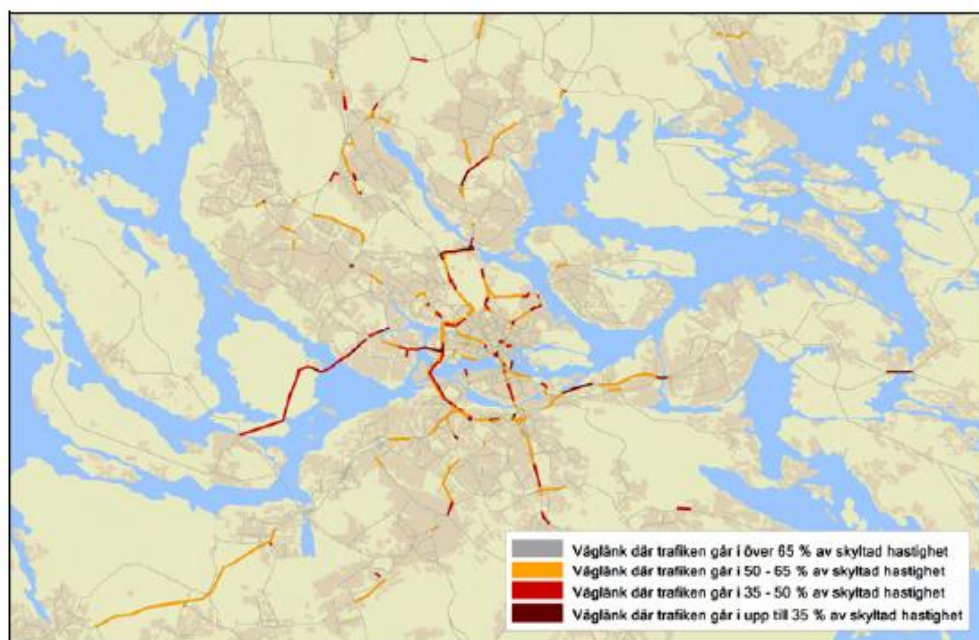 Väglänk där trafiken går i över 65 % av skyltad hastighet
Väglänk där trafiken går i 50 - 65 % av skyltad hastighet
Väglänk där trafiken går i 35 - 50 % av skyltad hastighet
Väglänk där trafiken går i upp till 35 % av skyltad hastighet